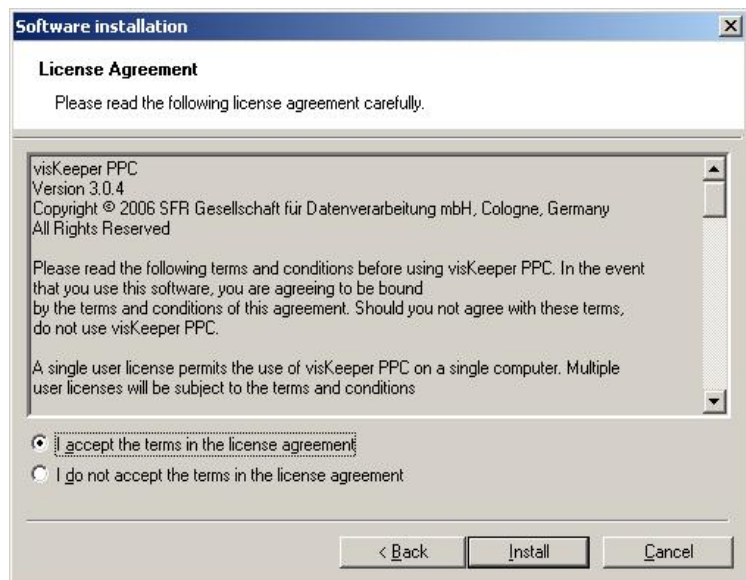 Software installation
License Agreement
Please read the following license agreement carefully.
visKeeper PPC
Version 3.0.4
Copyright © 2006 SFR Gesellschaft für Datenverarbeitung mbH, Cologne, Germany
All Rights Reserved
Please read the following terms and conditions before using visKeeper PPC. In the event
that you use this software, you are agreeing to be bound
by the terms and conditions of this agreement. Should you not agree with these terms,
do not use visKeeper PPC.
A single user license permits the use of visKeeper PPC on a single computer. Multiple
user licenses will be subject to the terms and conditions
I accept the terms in the license agreement
I do not accept the terms in the license agreement
< Back Install Cancel